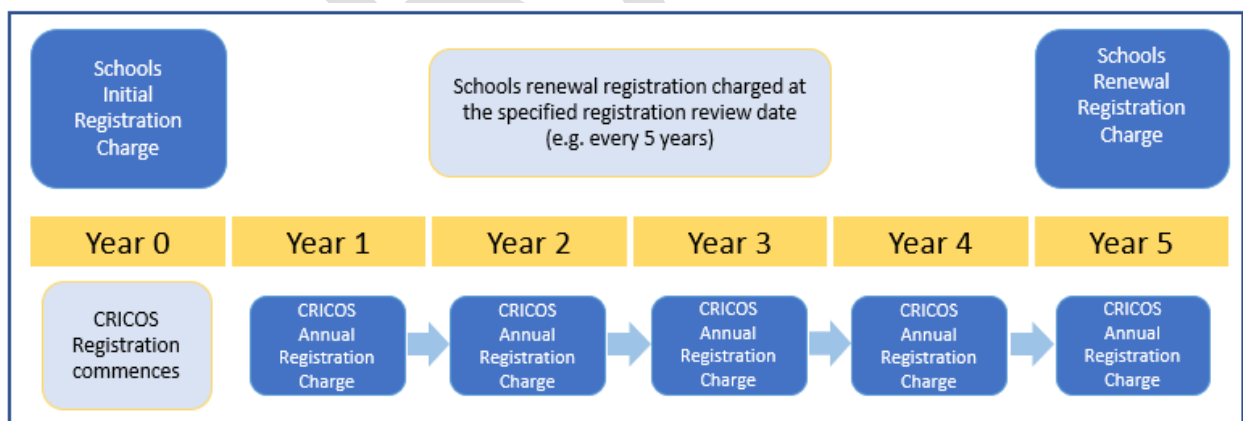 Schools
Initial
Registration
Charge
Schools renewal registration charged at
the specified registration review date
(e.g. every 5 years)
Schools
Renewal
Registration
Charge
Year 0
Year 1
Year 2
Year 3
Year 4
Year 5
CRICOS
Registration
commences
CRICOS
Annual
Registration
Charge
CRICOS
Annual
Registration
Charge
CRICOS
Annual
Registration
Charge
CRICOS
Annual
Registration
Charge
CRICOS
Annual
Registration
Charge